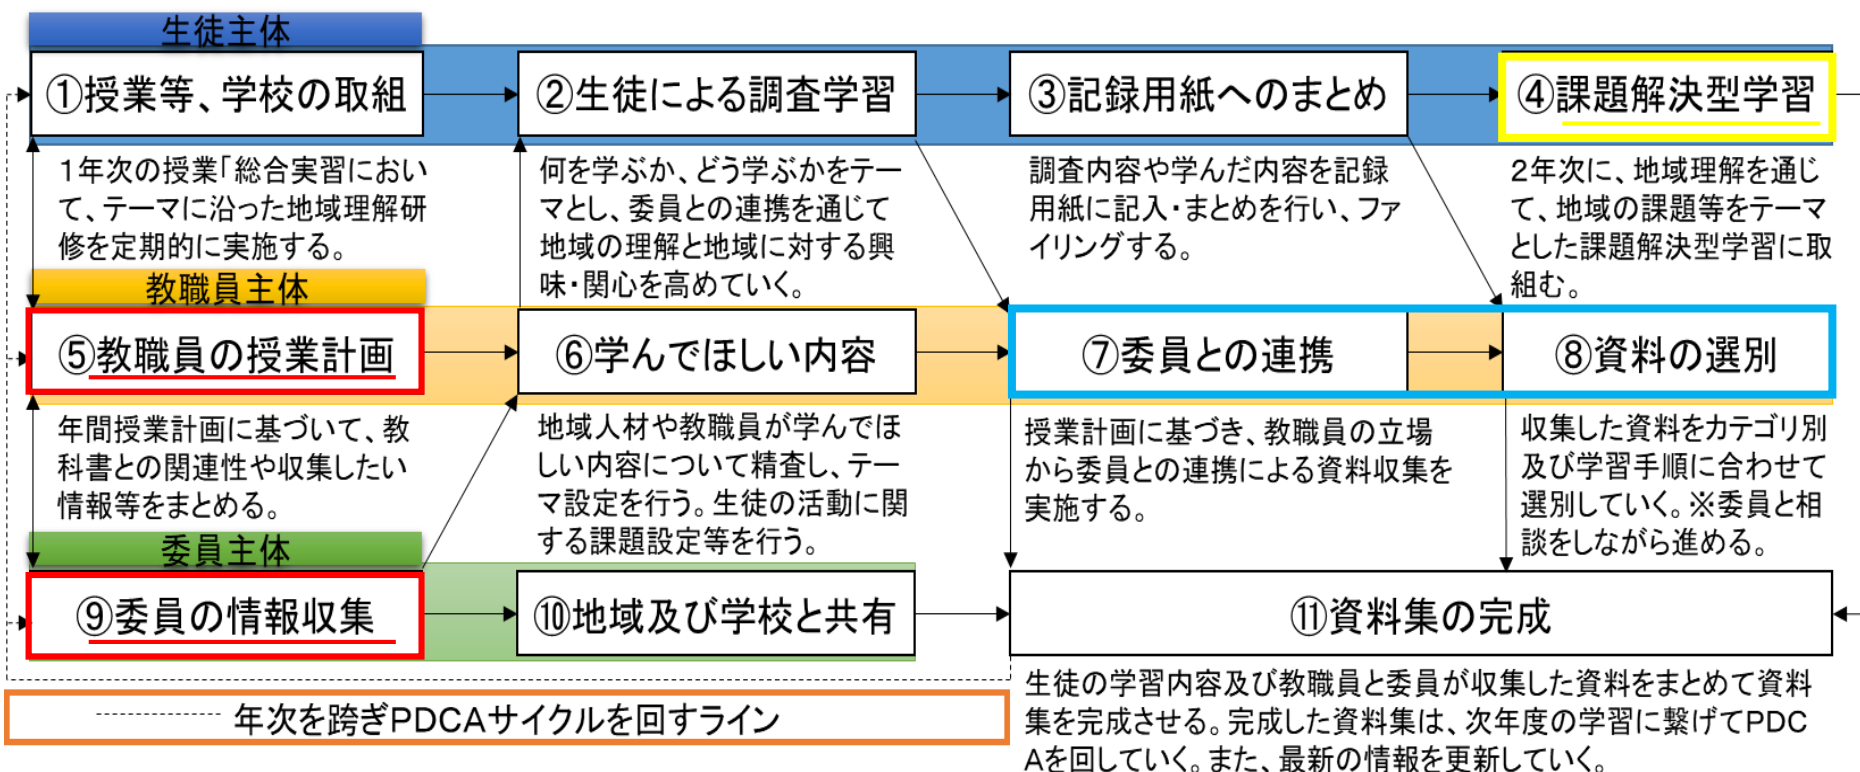 生徒主体
①授業等、学校の取組
②生徒による調査学習
③記録用紙へのまとめ
④課題解決型学習
１年次の授業「総合実習におい
て、テーマに沿った地域理解研
修を定期的に実施する。
何を学ぶか、どう学ぶかをテー
マとし、委員との連携を通じて
地域の理解と地域に対する興
味・関心を高めていく。
調査内容や学んだ内容を記録
用紙に記入・まとめを行い、ファ
イリングする。
２年次に、地域理解を通じ
て、地域の課題等をテーマ
とした課題解決型学習に取
組む。
教職員主体
⑤教職員の授業計画
⑥学んでほしい内容
⑦委員との連携
⑧資料の選別
年間授業計画に基づいて、教
科書との関連性や収集したい
情報等をまとめる。
地域人材や教職員が学んでほ
しい内容について精査し、テー
マ設定を行う。生徒の活動に関
する課題設定等を行う。
授業計画に基づき、教職員の立場
から委員との連携による資料収集を
実施する。
収集した資料をカテゴリ別
及び学習手順に合わせて
選別していく。※委員と相
談をしながら進める。
委員主体
⑨委員の情報収集
⑩地域及び学校と共有
⑪資料集の完成
生徒の学習内容及び教職員と委員が収集した資料をまとめて資料
集を完成させる。完成した資料集は、次年度の学習に繋げてＰＤＣ
Ａを回していく。また、最新の情報を更新していく。
年次を跨ぎＰＤＣＡサイクルを回すライン